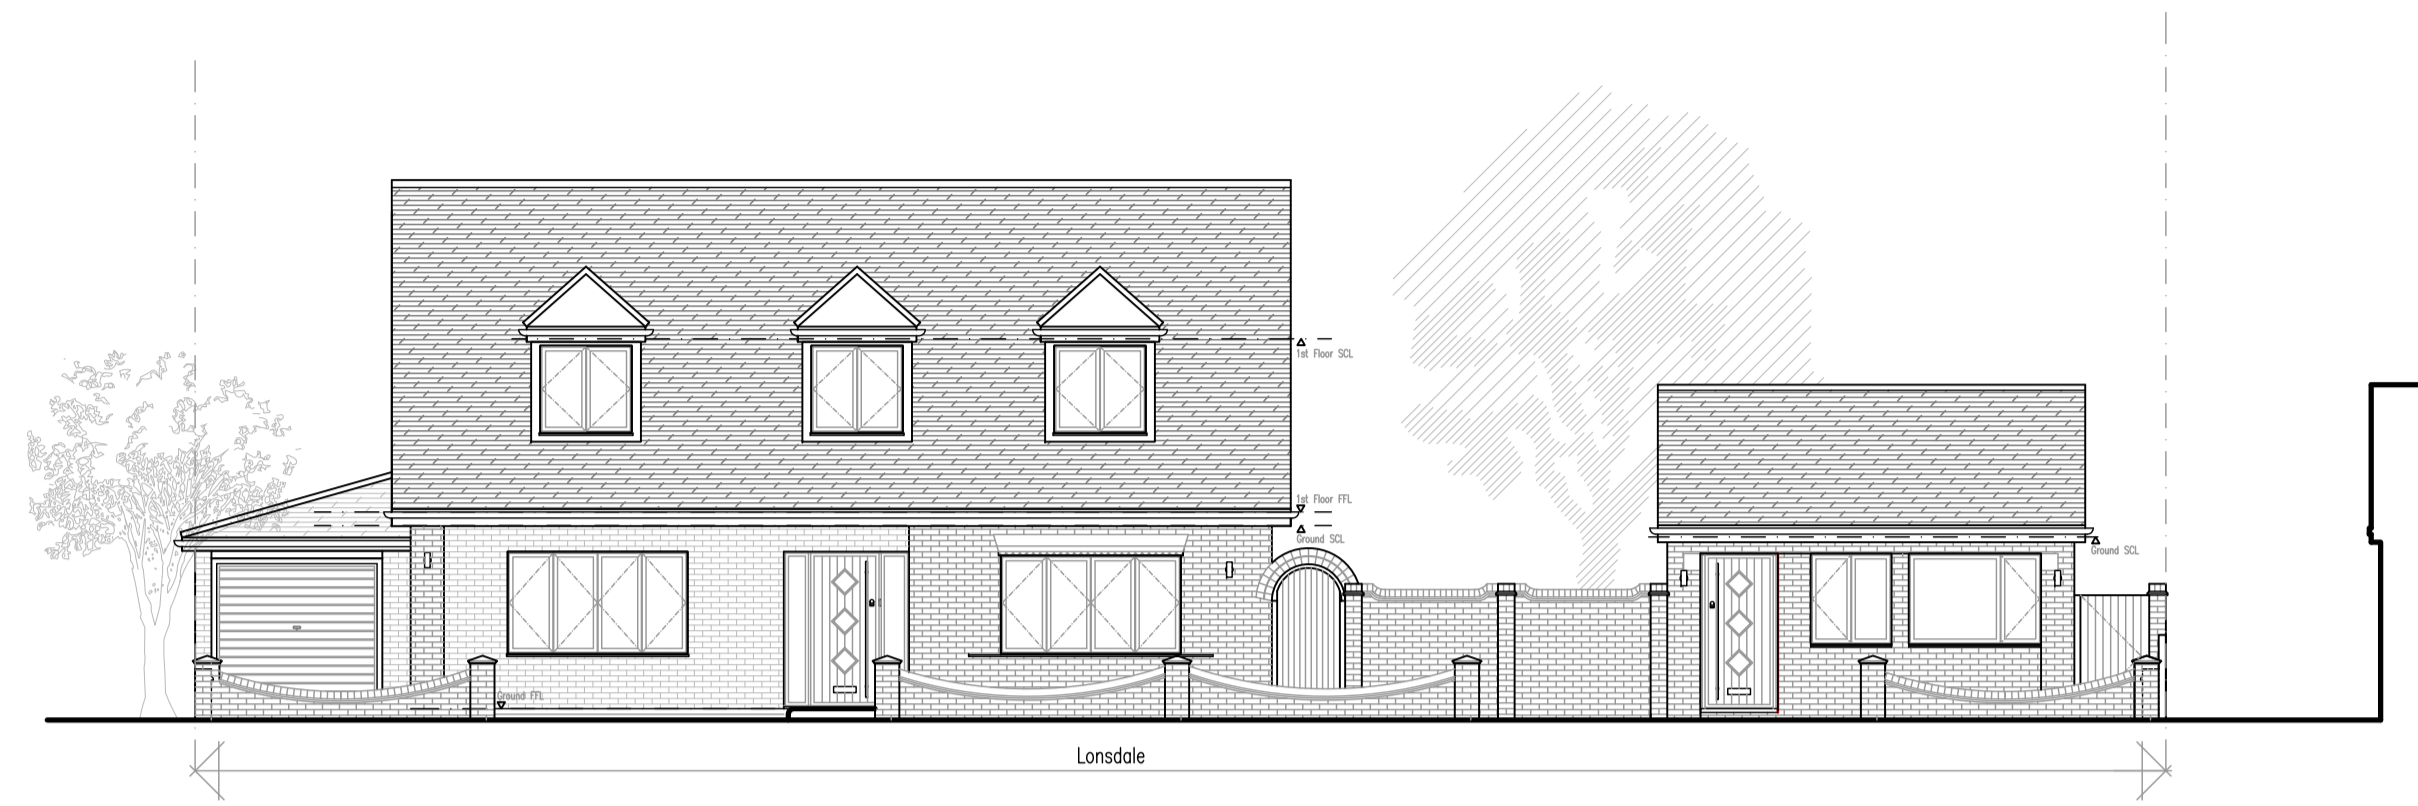 1st Floor SCL
1st Floor FFL
Ground SCL
Ground SCL
Ground FFL
Lonsdale